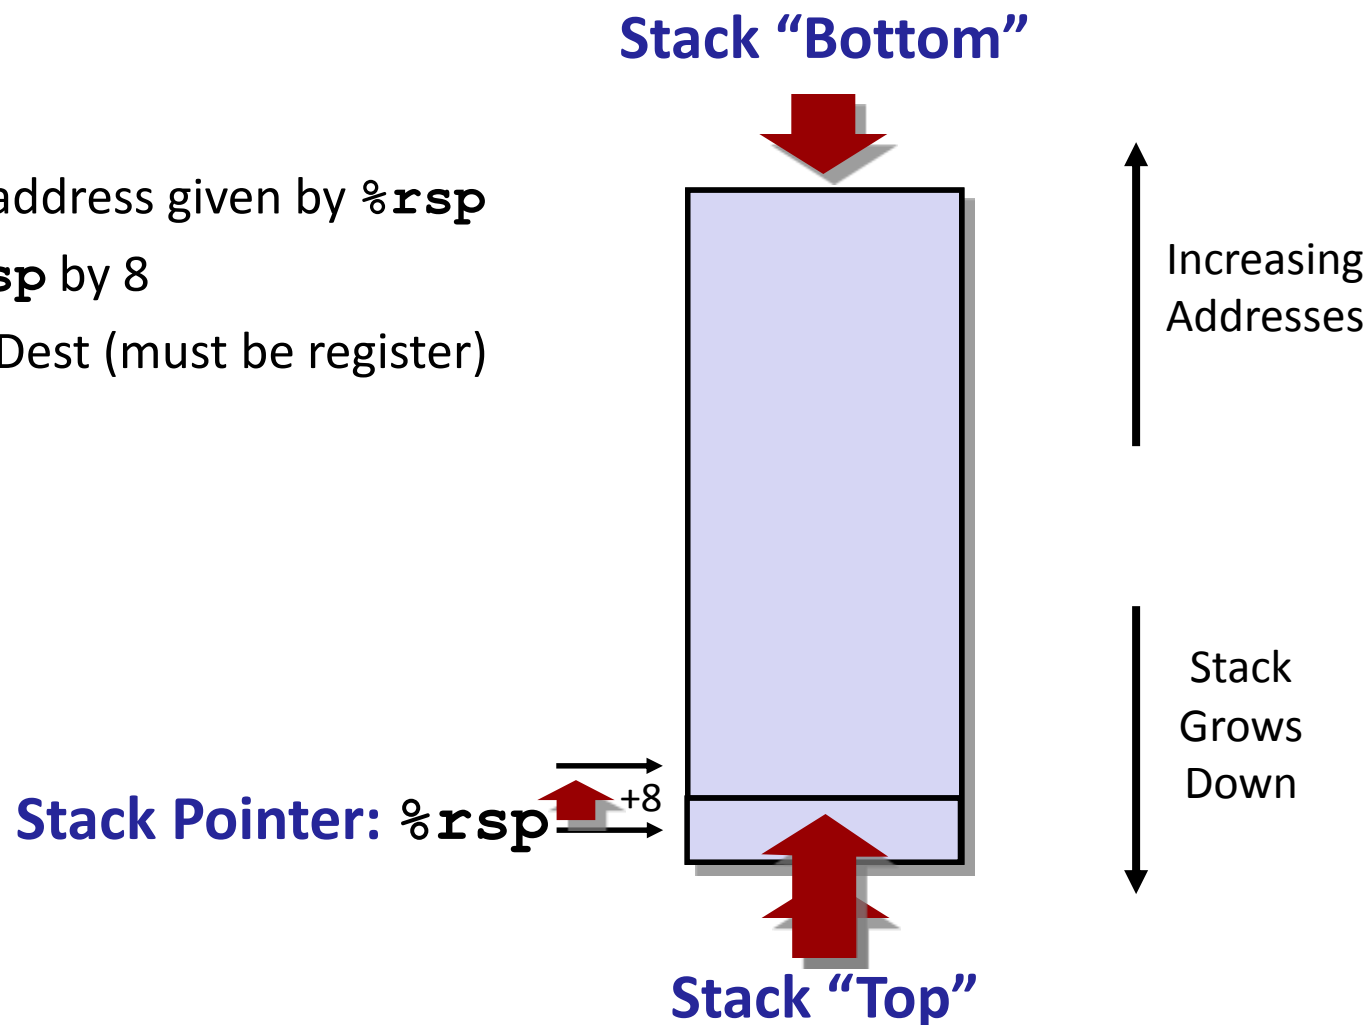 Stack “Bottom”
address given by %rsp
sp by 8
Dest (must be register)
Increasing
Addresses
Stack
Grows
Down
+8
Stack Pointer: %rsp
Stack “Top”